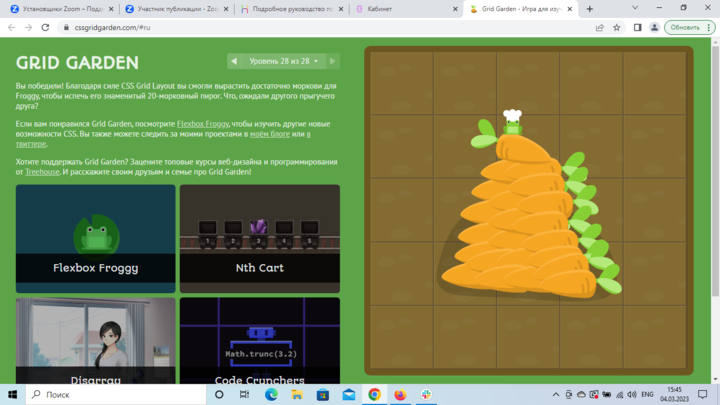 Установщики Zoom – Подд
Участник публикации - Zoo
Подробное руководство по
Кабинет
Grid Garden - Игра для изуч
cssgridgarden.com/#ru
Обновить
GRID GARDEN
Уровень 28 из 28
Вы победили! Благодаря силе CSS Grid Layout вы смогли вырастить достаточно моркови для
Froggy, чтобы испечь его знаменитый 20-морковный пирог. Что, ожидали другого прыгучего
друга?
Если вам понравился Grid Garden, посмотрите Flexbox Froggy, чтобы изучить другие новые
возможности CSS. Вы также можете следить за моими проектами в моём блоге или в
твиттере.
Хотите поддержать Grid Garden? Зацените топовые курсы веб-дизайна и программирования
от Treehouse. И расскажите своим друзьям и семье про Grid Garden!
Flexbox Froggy
1 2 3 4 5
Nth Cart
Disarray
Math.trunc(3.2)
Code Crunchers
Поиск
ENG
15:45
04.03.2023